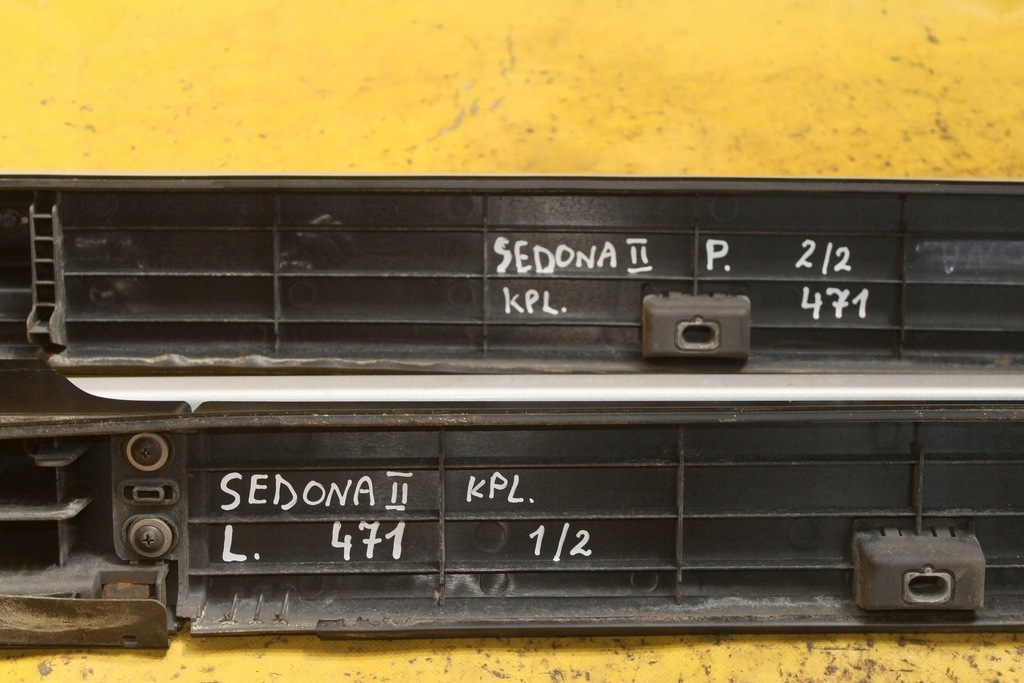 SEDONA II P. 2/2
KPL. 471
SEDONA II KPL.
L. 471 1/2